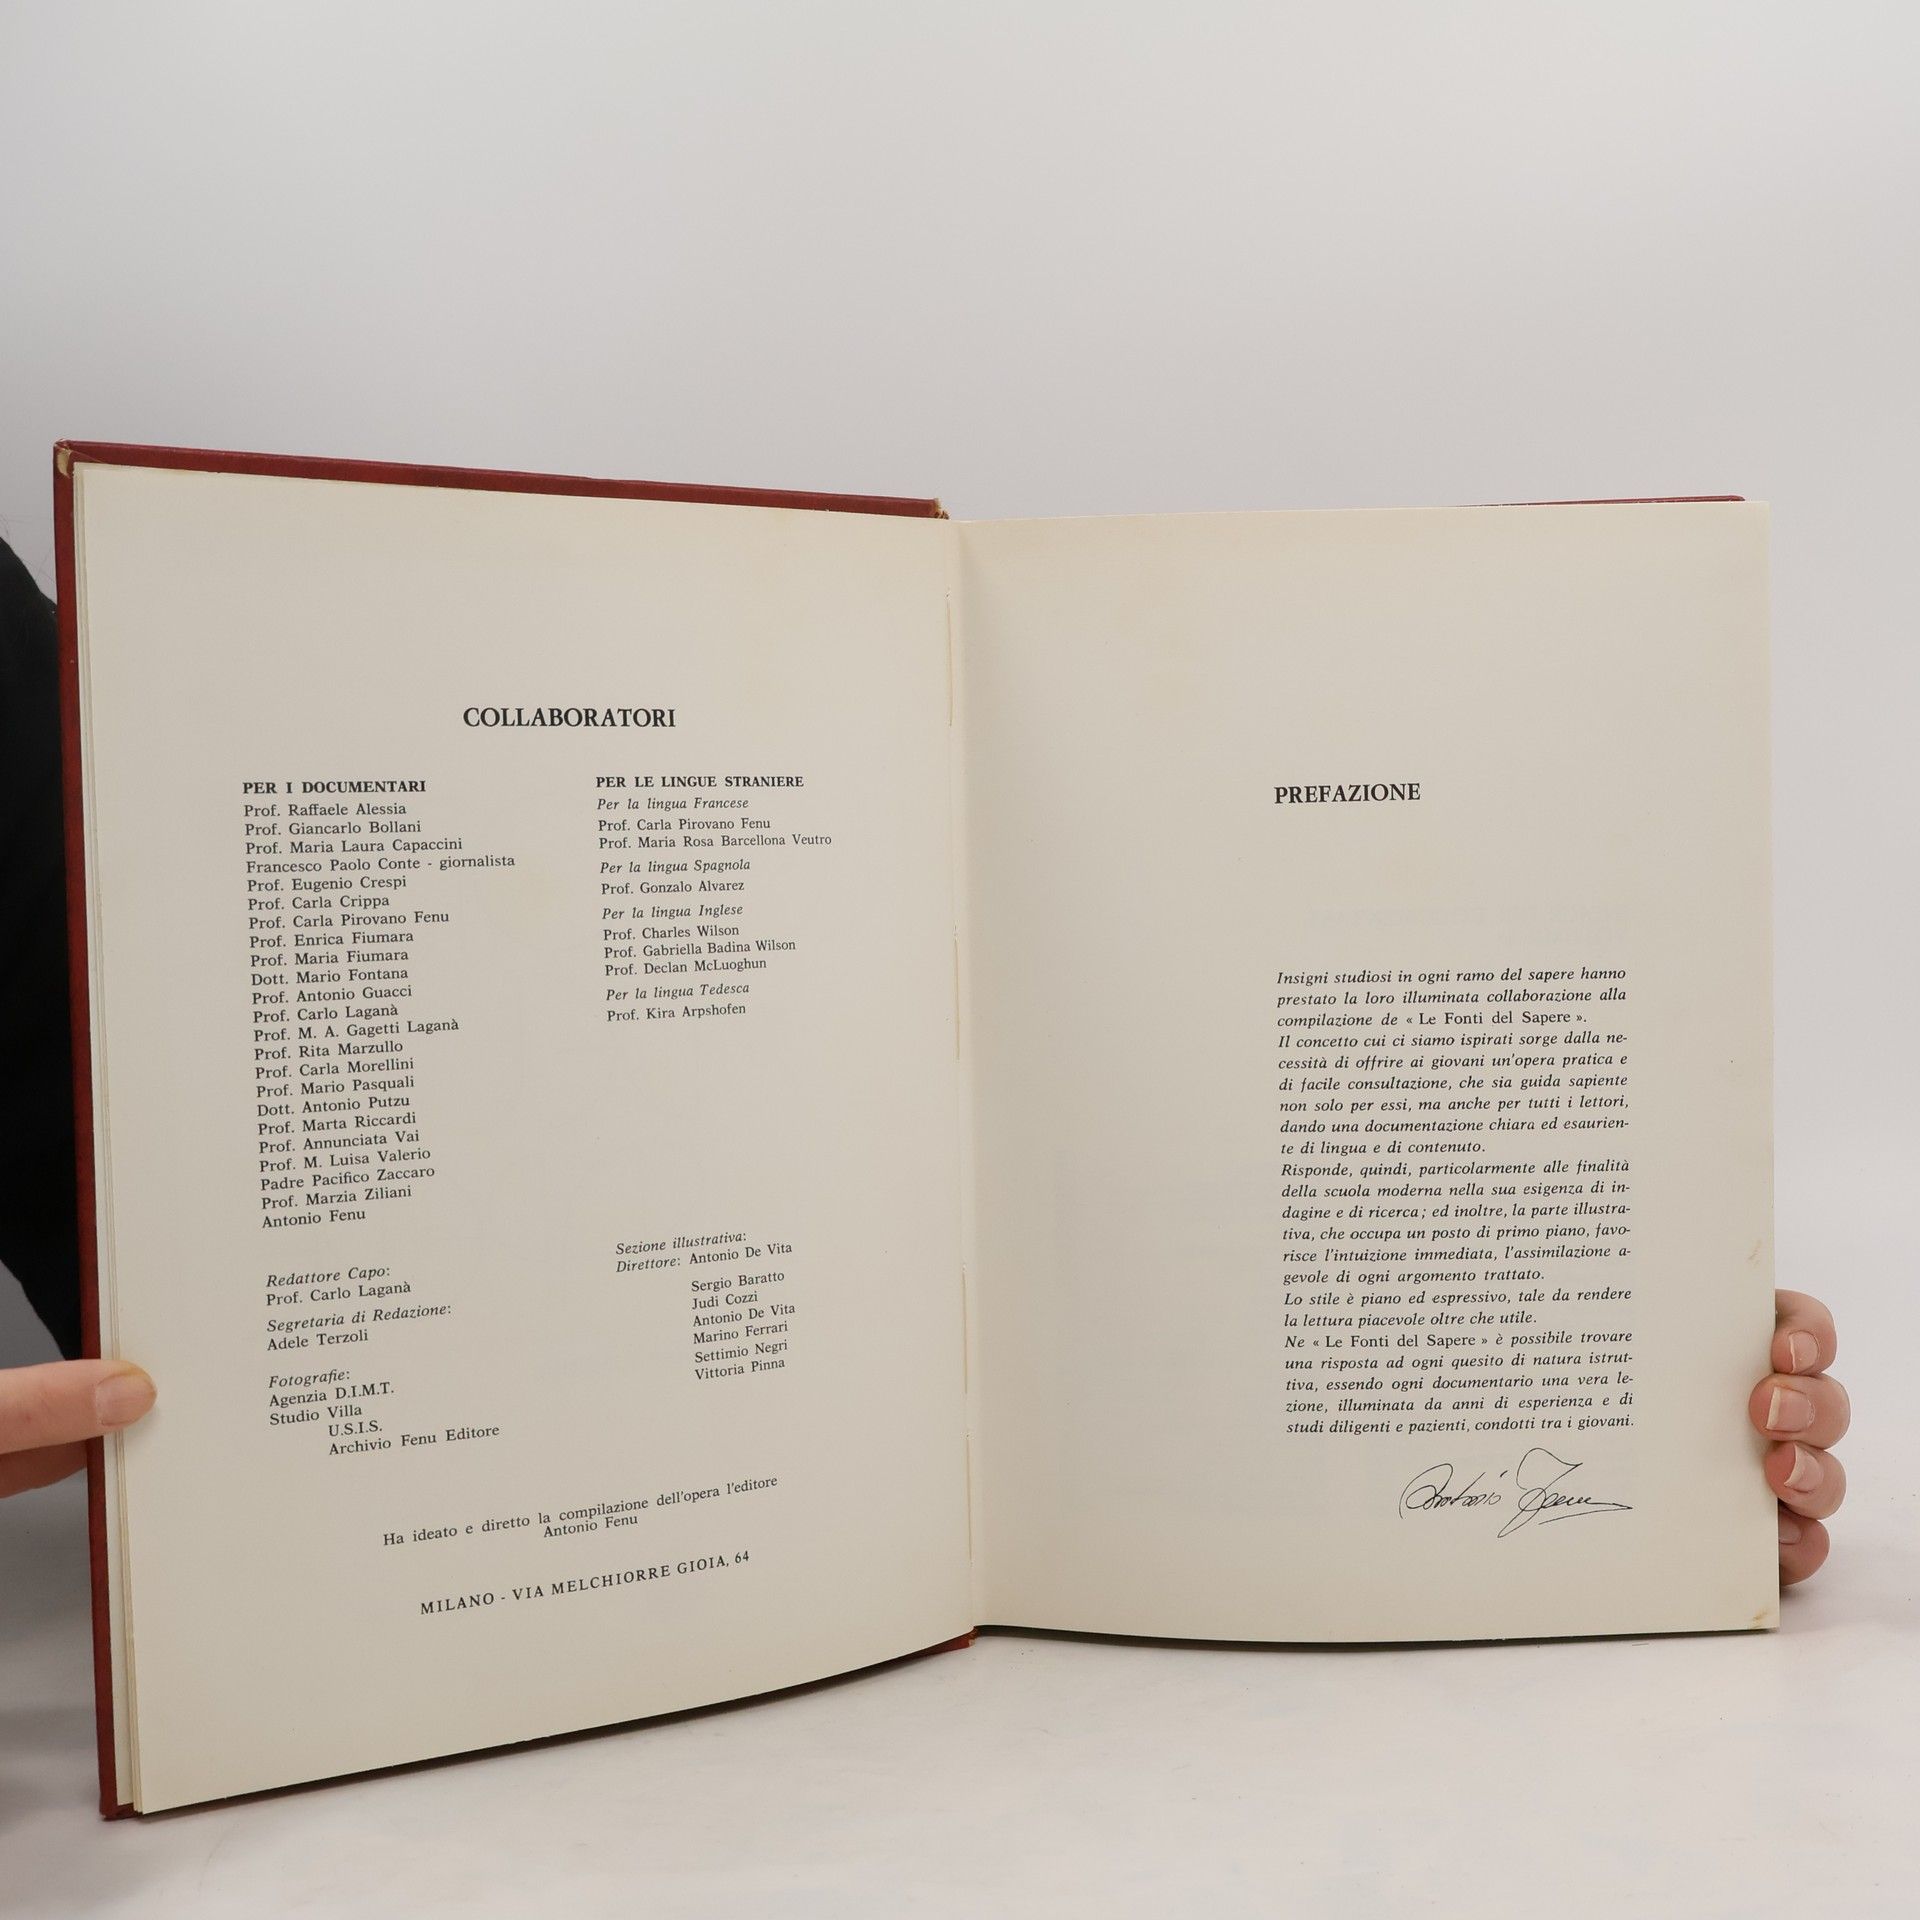 COLLABORATORI
PER I DOCUMENTARI
Prof. Raffaele Alessia
Prof. Giancarlo Bollani
Prof. Maria Laura Capaccini
Francesco Paolo Conte - giornalista
Prof. Eugenio Crespi
Prof. Carla Crippa
Prof. Carla Pirovano Fenu
Prof. Enrica Fiumara
Prof. Maria Fiumara
Dott. Mario Fontana
Prof. Antonio Guacci
Prof. Carlo Laganà
Prof. M. A. Gagetti Laganà
Prof. Rita Marzullo
Prof. Carla Morellini
Prof. Mario Pasquali
Dott. Antonio Putzu
Prof. Marta Riccardi
Prof. Annunciata Vai
Prof. M. Luisa Valerio
Padre Pacifico Zaccaro
Prof. Marzia Ziliani
Antonio Fenu
Redattore Capo:
Prof. Carlo Laganà
Segretaria di Redazione:
Adele Terzoli
Fotografie:
Agenzia D.I.M.T.
Studio Villa
U.S.I.S.
Archivio Fenu Editore
PER LE LINGUE STRANIERE
Per la lingua Francese
Prof. Carla Pirovano Fenu
Prof. Maria Rosa Barcellona Veutro
Per la lingua Spagnola
Prof. Gonzalo Alvarez
Per la lingua Inglese
Prof. Charles Wilson
Prof. Gabriella Badina Wilson
Prof. Declan McLuoghun
Per la lingua Tedesca
Prof. Kira Arpshofen
Sezione illustrativa:
Direttore: Antonio De Vita
Sergio Baratto
Judi Cozzi
Antonio De Vita
Marino Ferrari
Settimio Negri
Vittoria Pinna
Ha ideato e diretto la compilazione dell'opera l'editore
Antonio Fenu
MILANO - VIA MELCHIORRE GIOIA, 64
PREFAZIONE
Insigni studiosi in ogni ramo del sapere hanno
prestato la loro illuminata collaborazione alla
compilazione de « Le Fonti del Sapere ».
Il concetto cui ci siamo ispirati sorge dalla ne-
cessità di offrire ai giovani un'opera pratica e
di facile consultazione, che sia guida sapiente
non solo per essi, ma anche per tutti i lettori,
dando una documentazione chiara ed esaurien-
te di lingua e di contenuto.
Risponde, quindi, particolarmente alle finalità
della scuola moderna nella sua esigenza di in-
dagine e di ricerca; ed inoltre, la parte illustra-
tiva, che occupa un posto di primo piano, favo-
risce l'intuizione immediata, l'assimilazione a-
gevole di ogni argomento trattato.
Lo stile è piano ed espressivo, tale da rendere
la lettura piacevole oltre che utile.
Ne « Le Fonti del Sapere » è possibile trovare
una risposta ad ogni quesito di natura istrut-
tiva, essendo ogni documentario una vera le-
zione, illuminata da anni di esperienza e di
studi diligenti e pazienti, condotti tra i giovani.
Antonio Fenu